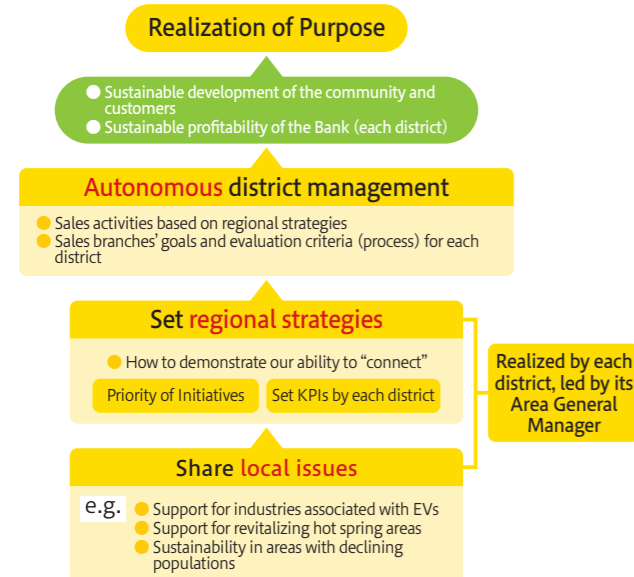 Realization of Purpose
● Sustainable development of the community and
customers
● Sustainable profitability of the Bank (each district)
Autonomous district management
● Sales activities based on regional strategies
● Sales branches' goals and evaluation criteria (process) for each
district
Set regional strategies
● How to demonstrate our ability to “connect”
Priority of Initiatives
Set KPIs by each district
Realized by each
district, led by its
Area General
Manager
Share local issues
e.g.
● Support for industries associated with EVs
● Support for revitalizing hot spring areas
● Sustainability in areas with declining
populations